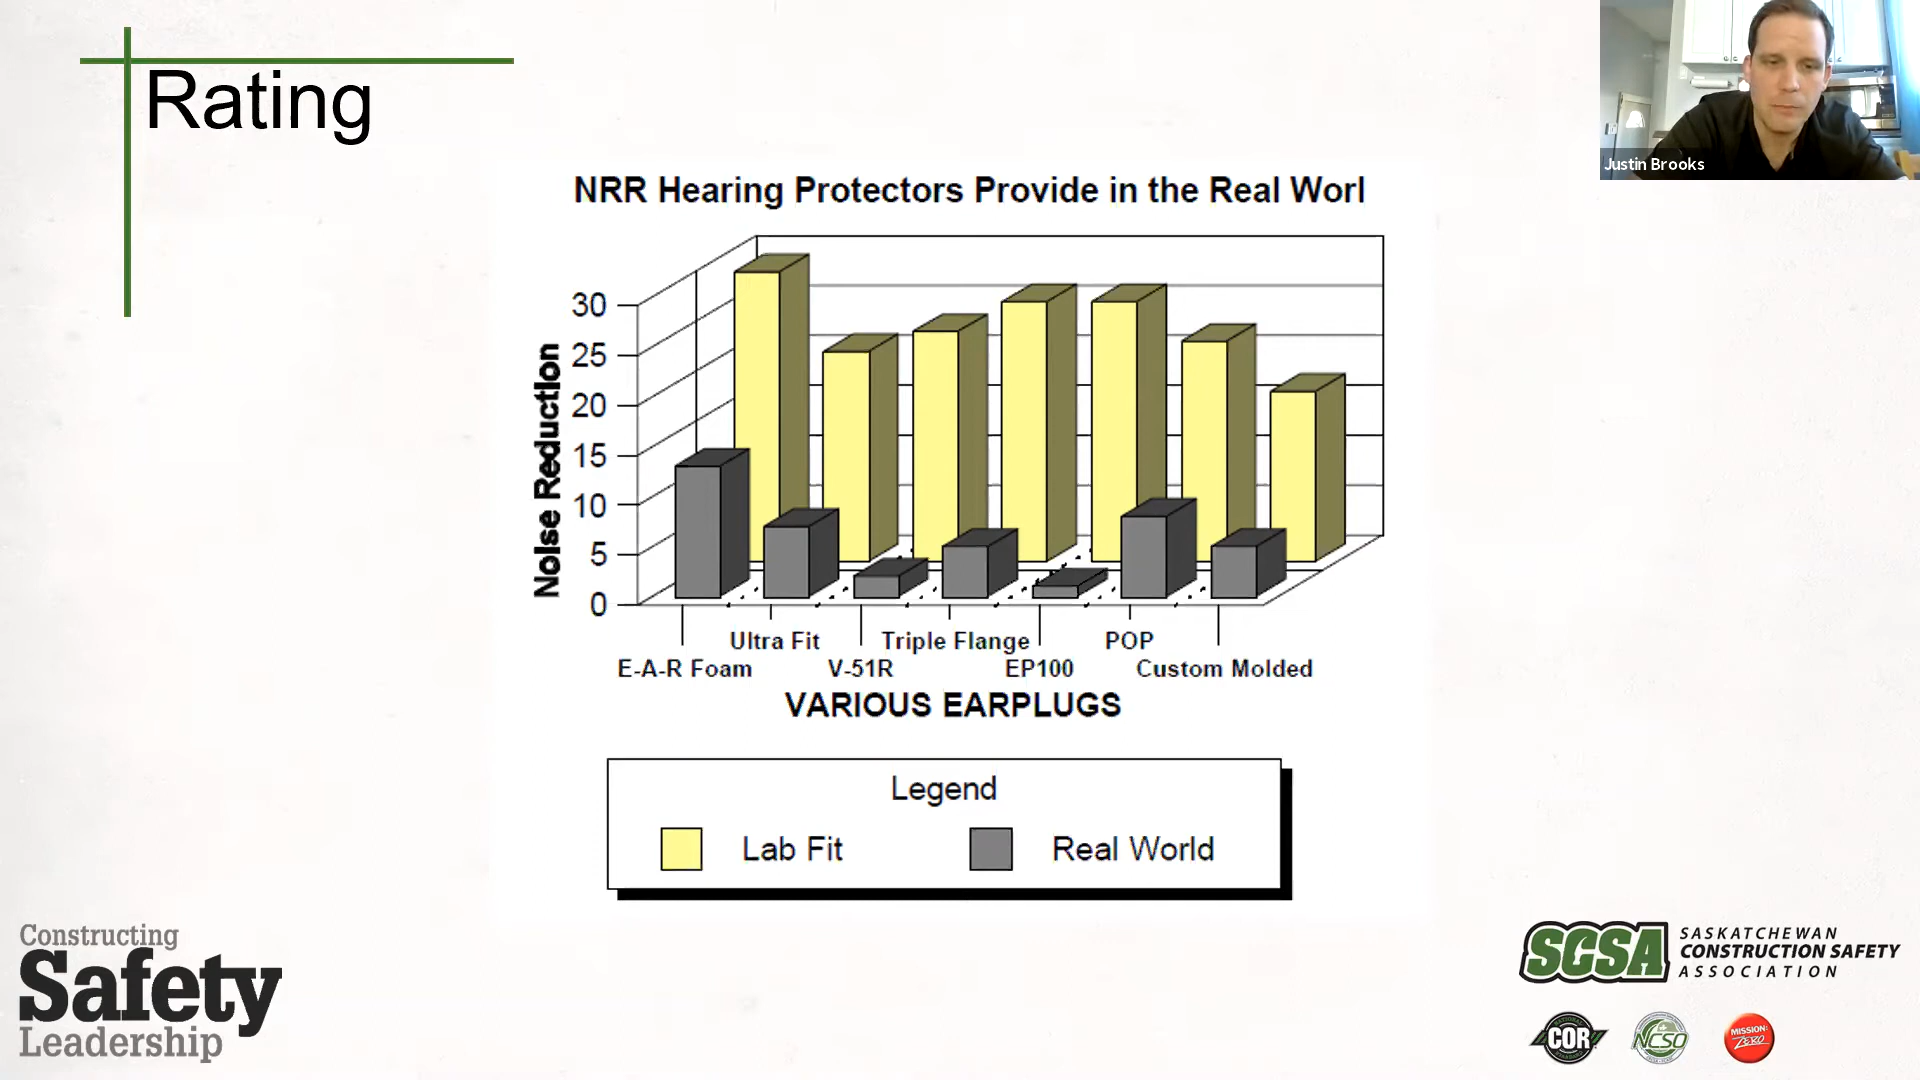 Rating
Justin Brooks
NRR Hearing Protectors Provide in the Real Worl
Noise Reduction
30
25
20
15
10
5
0
Ultra Fit Triple Flange POP
E-A-R Foam V-51R EP100 Custom Molded
VARIOUS EARPLUGS
Legend
Lab Fit Real World
Constructing
Safety
Leadership
SCSA
SASKATCHEWAN
CONSTRUCTION SAFETY
ASSOCIATION
COR
NCSO
MISSION:
ZERO